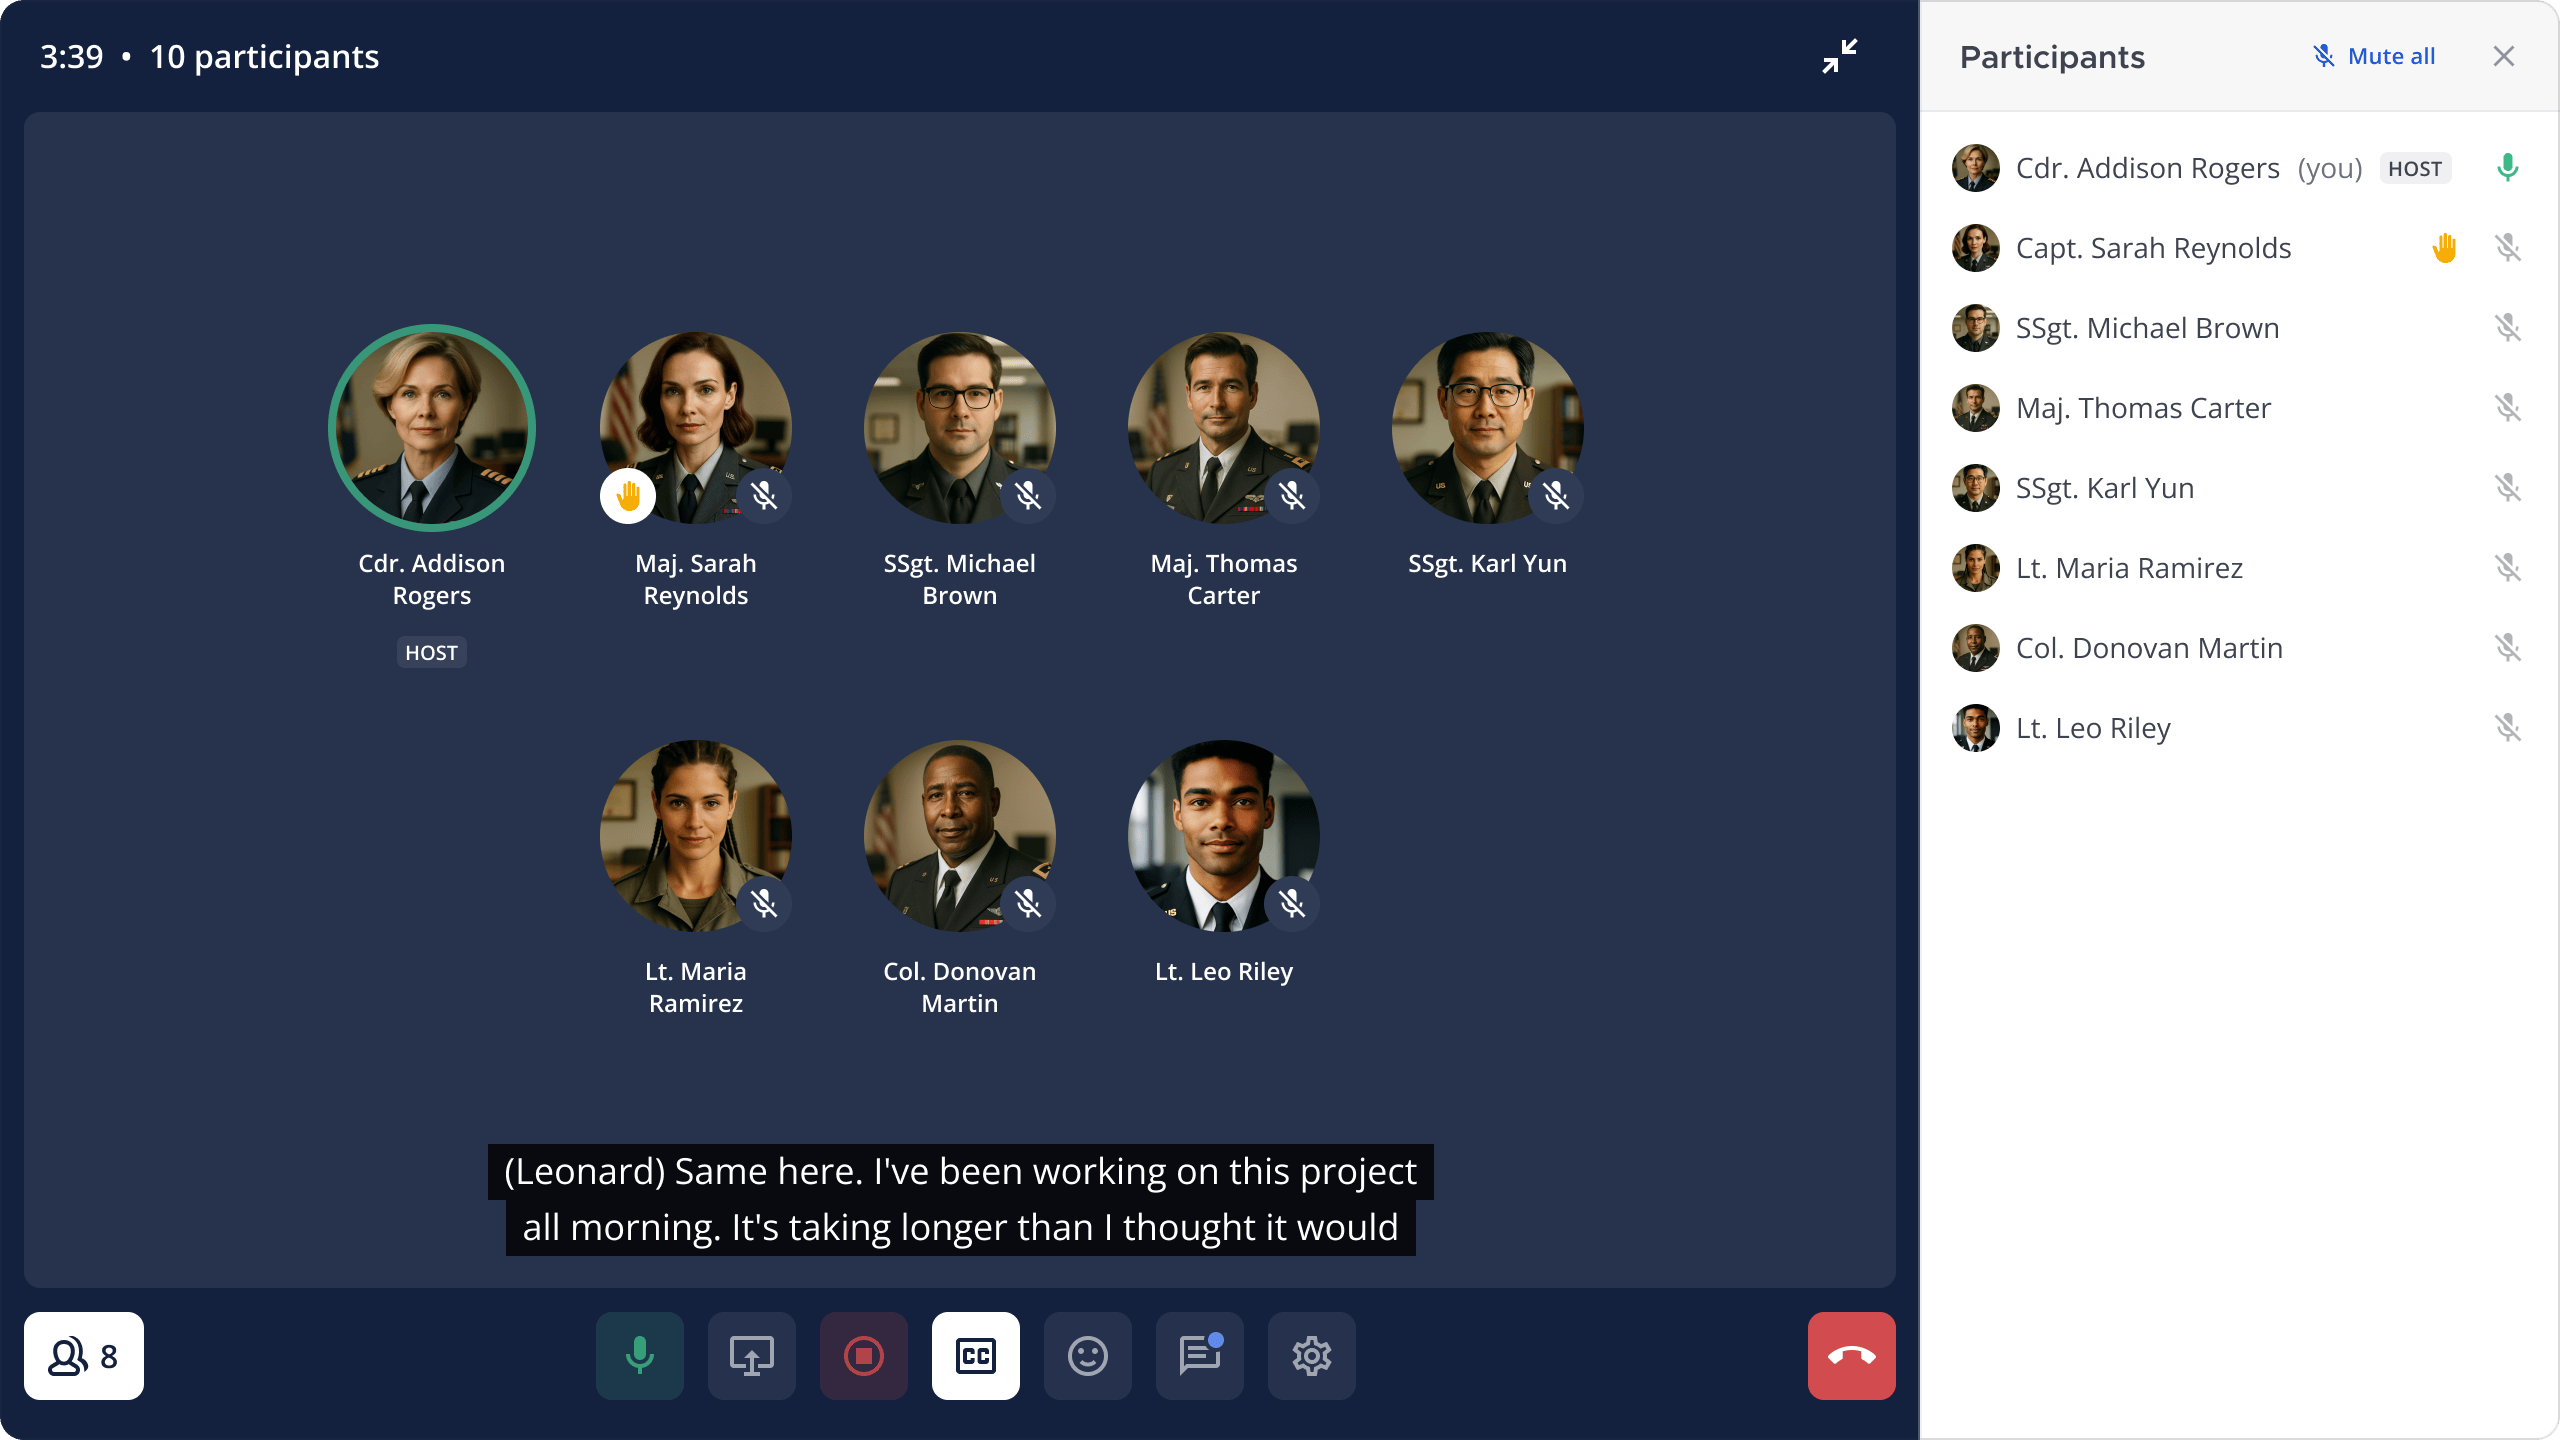 3:39 • 10 participants
Cdr. Addison
Rogers
HOST
Maj. Sarah
Reynolds
SSgt. Michael
Brown
Maj. Thomas
Carter
SSgt. Karl Yun
Lt. Maria
Ramirez
Col. Donovan
Martin
Lt. Leo Riley
(Leonard) Same here. I've been working on this project
all morning. It's taking longer than I thought it would
8
CC
Participants
Mute all
Cdr. Addison Rogers (you) HOST
Capt. Sarah Reynolds
SSgt. Michael Brown
Maj. Thomas Carter
SSgt. Karl Yun
Lt. Maria Ramirez
Col. Donovan Martin
Lt. Leo Riley